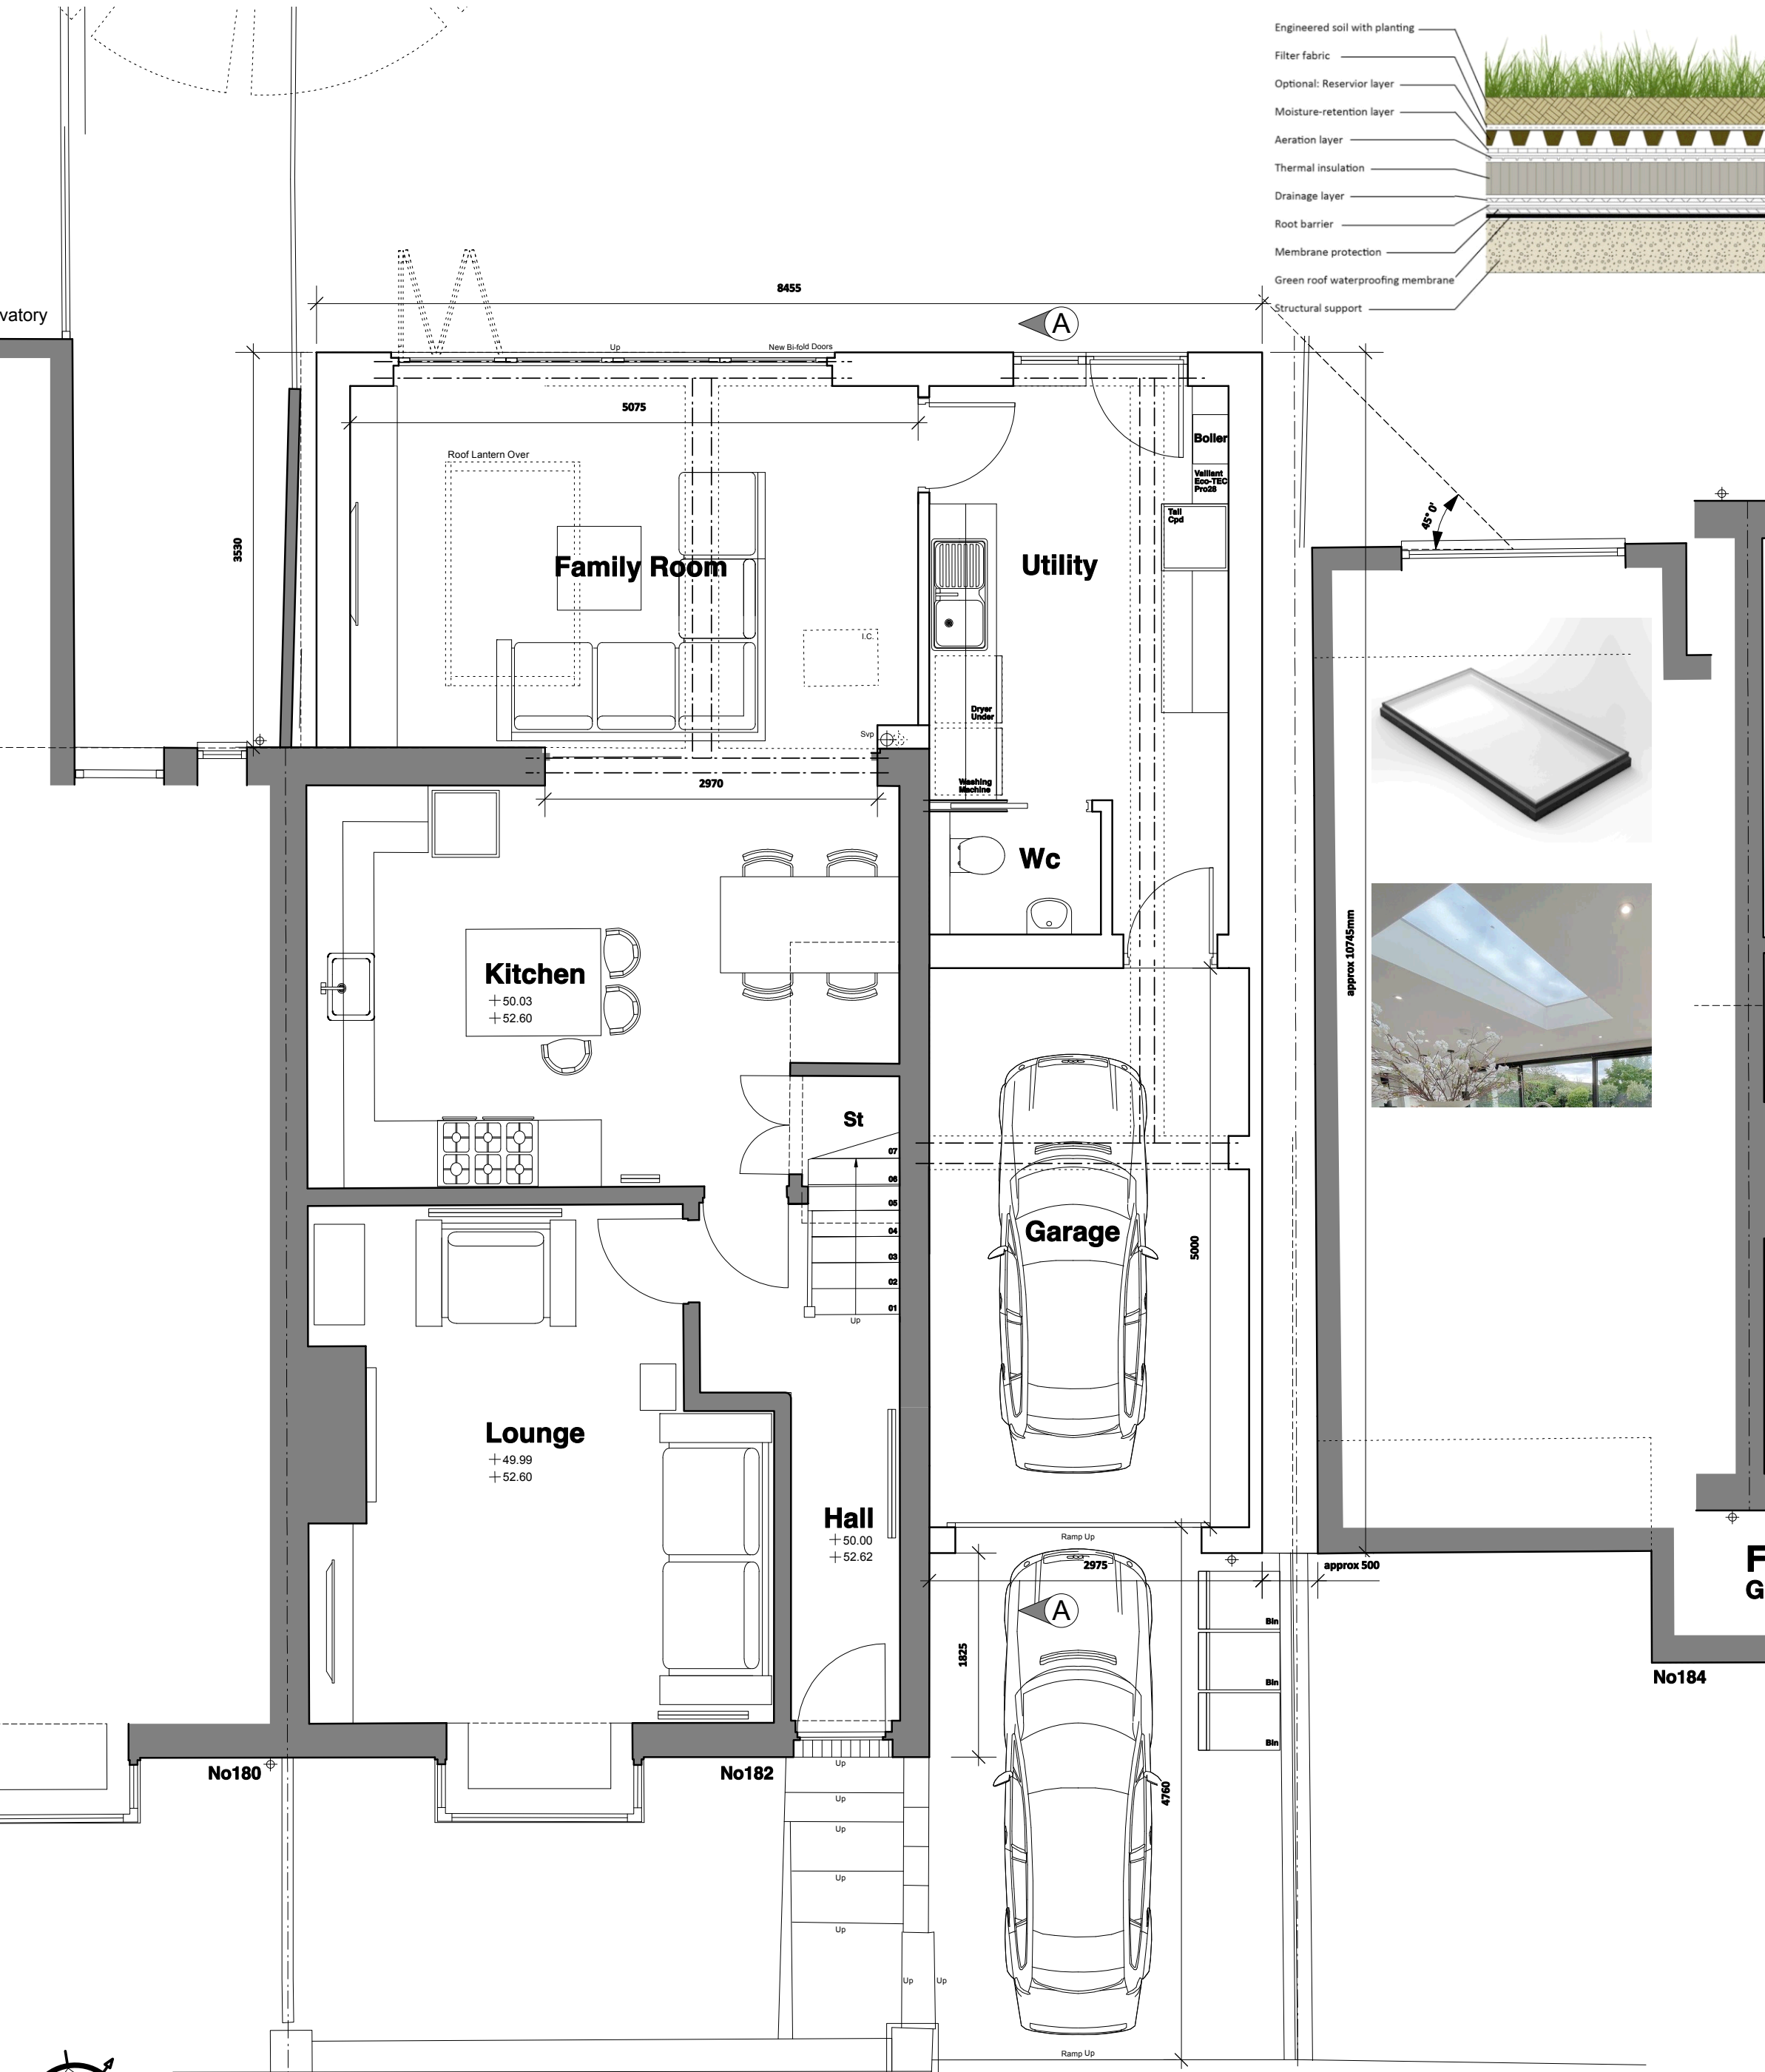 Engineered soil with planting
Filter fabric
Optional: Reservior layer
Moisture-retention layer
Aeration layer
Thermal insulation
Drainage layer
Root barrier
Membrane protection
Green roof waterproofing membrane
Structural support
vatory
8455
A
Up
New Bi-fold Doors
5075
Roof Lantern Over
Boiler
Vaillant
Eco-TEC
Pro28
Tall
Cpd
45° 0'
3530
Family Room
Utility
I.C.
Dryer
Under
Svp
Washing
Machine
2970
Wc
approx 10745mm
Kitchen
50.03
52.60
St
07
06
05
04
03
02
01
Up
Garage
5000
Lounge
49.99
52.60
Hall
50.00
52.62
Ramp Up
2975
approx 500
F
G
A
Bin
Bin
Bin
1825
No184
No180
No182
4760
Up
Up
Up
Up
Up
Up
Up
Ramp Up